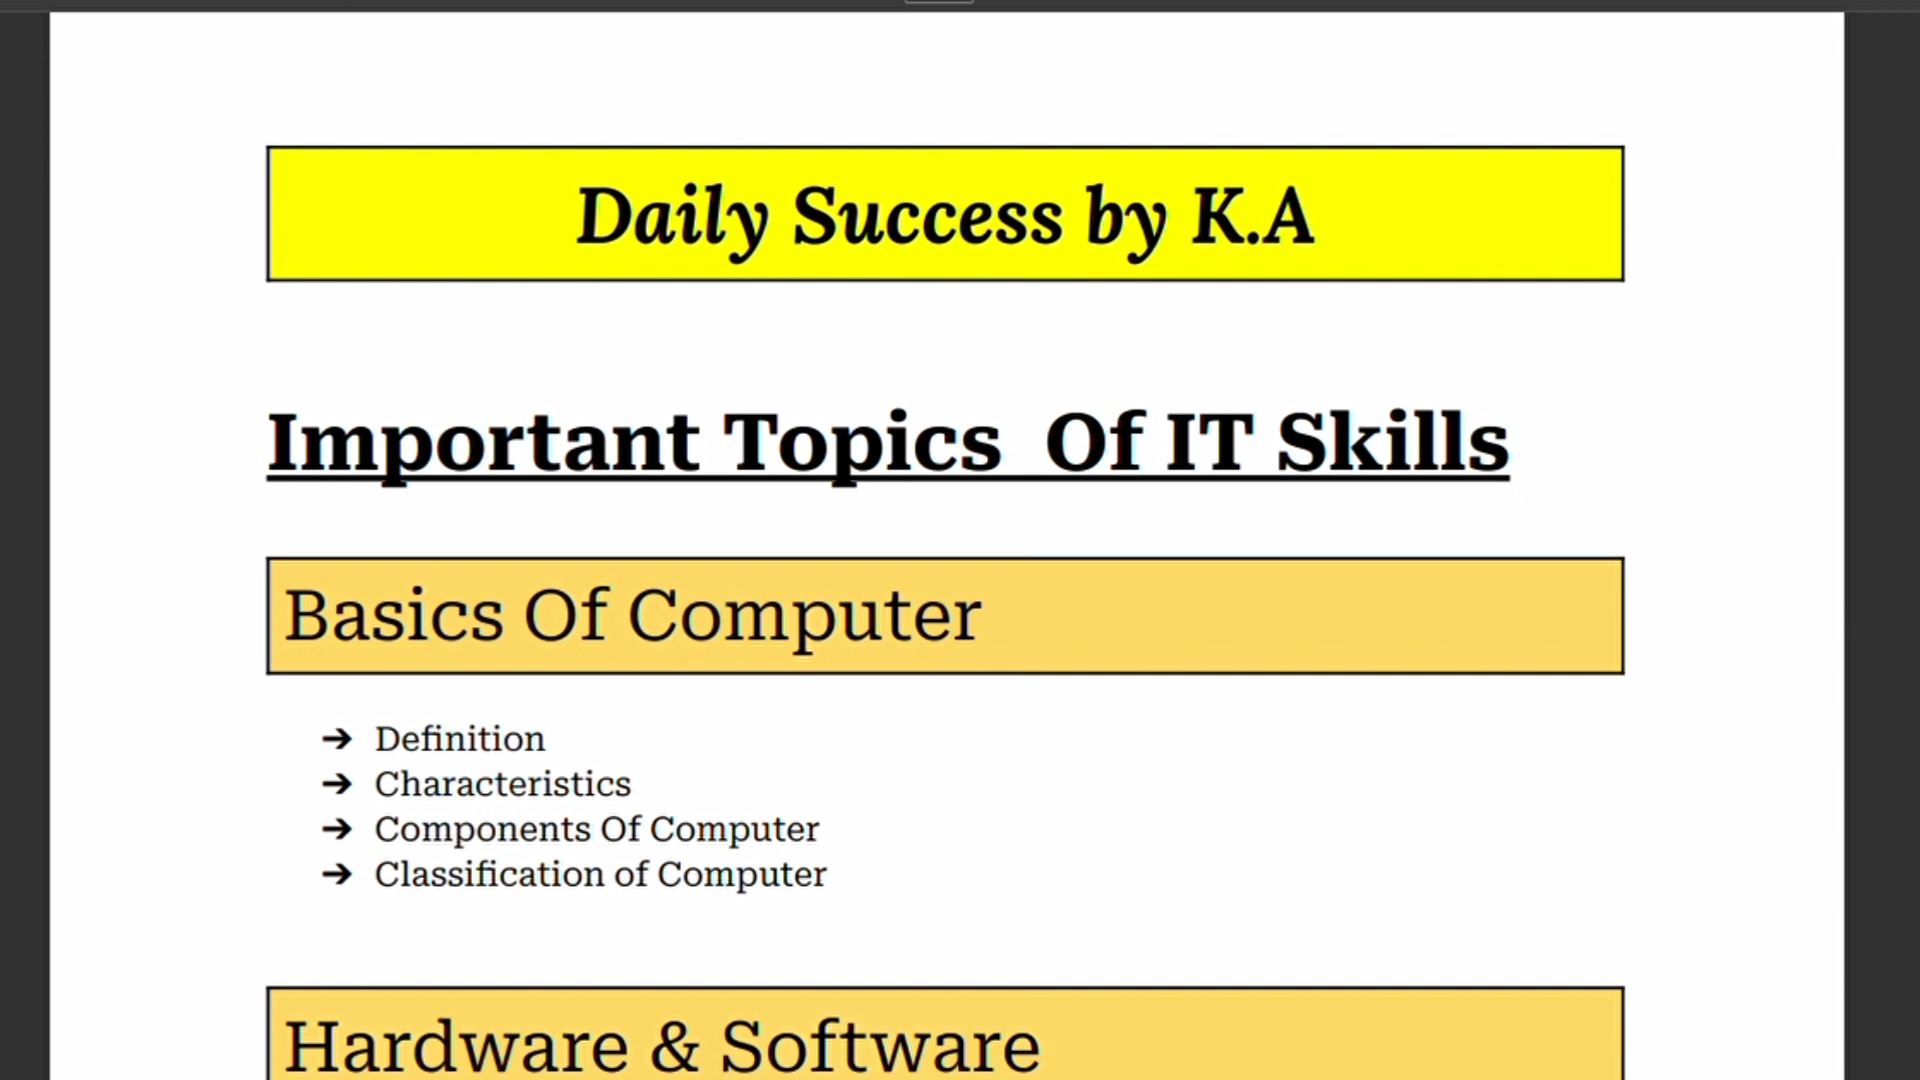 Daily Success by K.A
Important Topics  Of IT Skills
Basics Of Computer
➔ Definition
➔ Characteristics
➔ Components Of Computer
➔ Classification of Computer
Hardware & Software